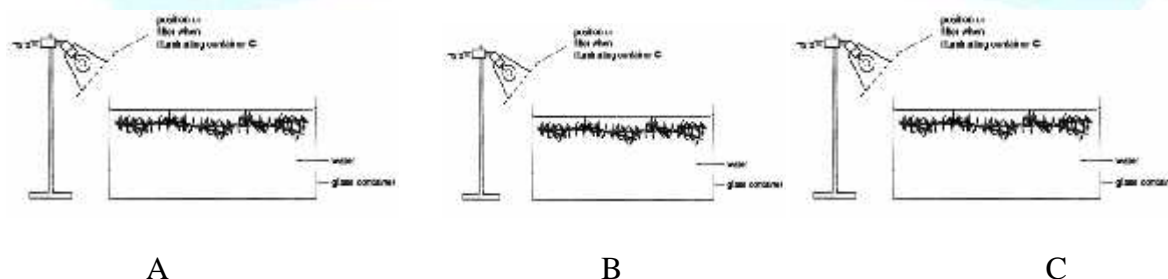 position of
filter when
illuminating container C
water
glass container
position of
filter when
illuminating container C
water
glass container
position of
filter when
illuminating container C
water
glass container
A
B
C